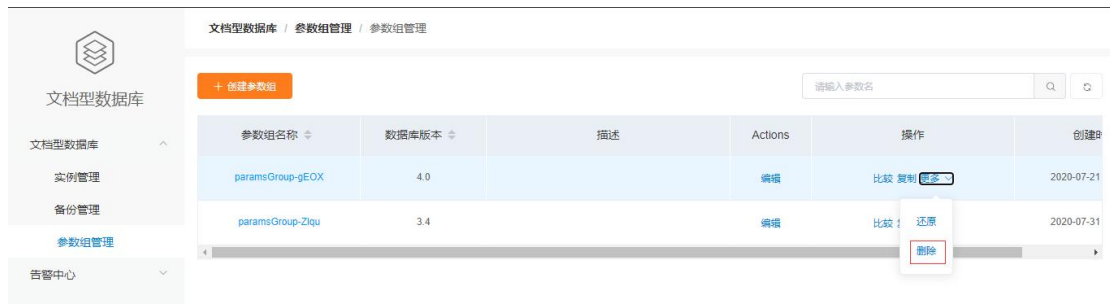 文档型数据库 / 参数组管理 / 参数组管理
文档型数据库
+ 创建参数组
请输入参数名
文档型数据库
实例管理
备份管理
参数组管理
告警中心
参数组名称 数据库版本 描述 Actions 操作
paramsGroup-gEOX 4.0 编辑 比较 复制 更多 2020-07-21
paramsGroup-Zlqu 3.4 编辑 比较 2020-07-31
还原
删除